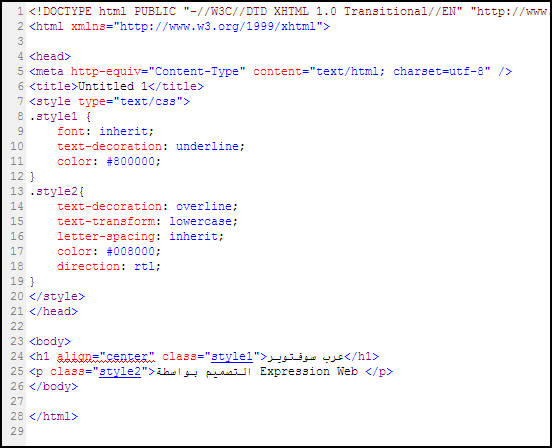 1 <!DOCTYPE html PUBLIC "-//W3C//DTD XHTML 1.0 Transitional//EN" "http://www.
2 <html xmlns="http://www.w3.org/1999/xhtml">
3
4 <head>
5 <meta http-equiv="Content-Type" content="text/html; charset=utf-8" />
6 <title>Untitled 1</title>
7 <style type="text/css">
8 .style1 {
9     font: inherit;
10     text-decoration: underline;
11     color: #800000;
12 }
13 .style2{
14     text-decoration: overline;
15     text-transform: lowercase;
16     letter-spacing: inherit;
17     color: #008000;
18     direction: rtl;
19 }
20 </style>
21 </head>
22
23 <body>
24 <h1 align="center" class="style1">عرب سوفتوير</h1>
25 <p class="style2">التصميم بواسطة Expression Web </p>
26 </body>
27
28 </html>
29